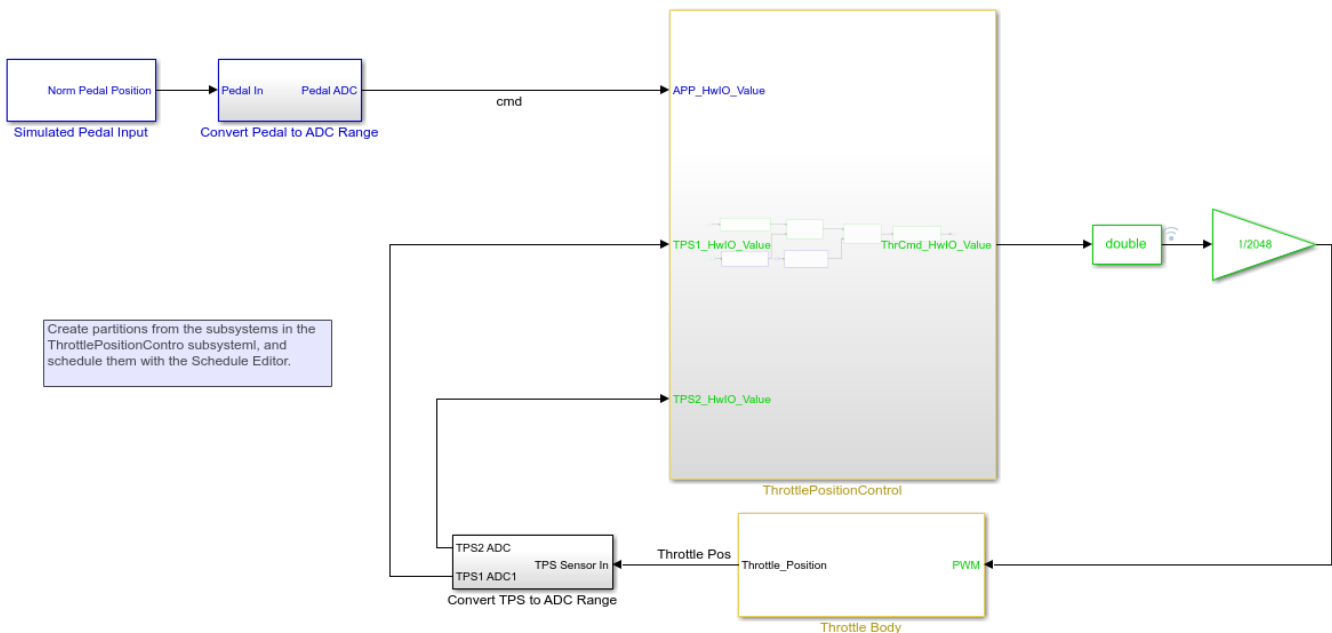 Norm Pedal Position
Simulated Pedal Input
Pedal In
Pedal ADC
Convert Pedal to ADC Range
cmd
APP_HwIO_Value
TPS1_HwIO_Value
ThrCmd_HwIO_Value
TPS2_HwIO_Value
ThrottlePositionControl
double
1/2048
Create partitions from the subsystems in the
ThrottlePositionContro subsysteml, and
schedule them with the Schedule Editor.
TPS2 ADC
TPS1 ADC1
TPS Sensor In
Convert TPS to ADC Range
Throttle Pos
Throttle_Position
PWM
Throttle Body